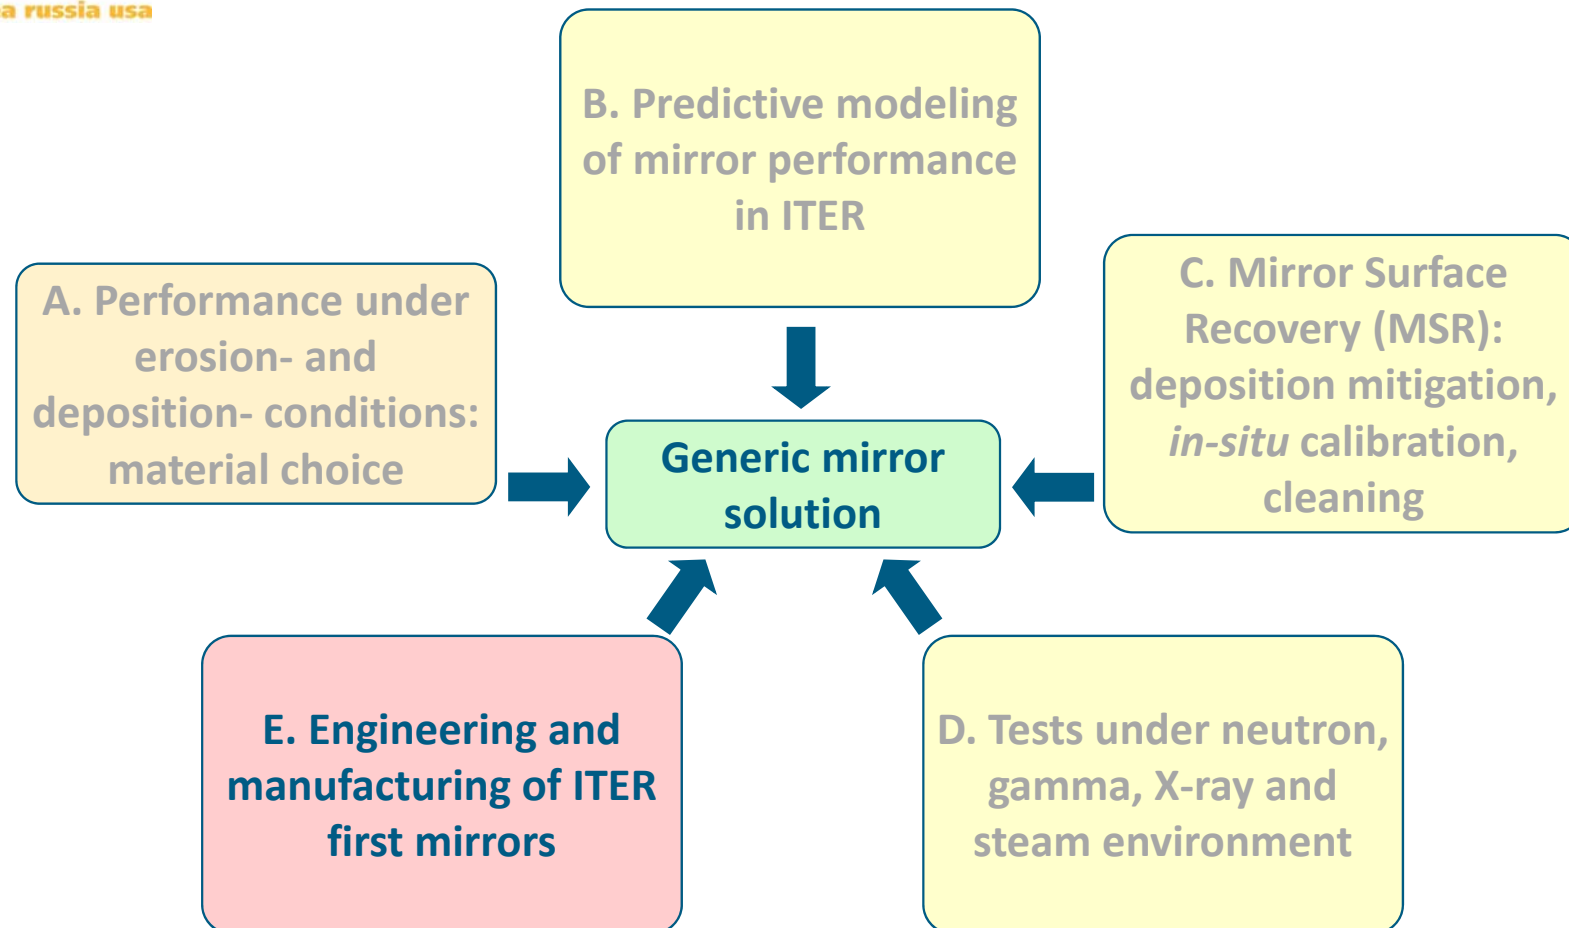 russia usa
B. Predictive modeling
of mirror performance
in ITER
A. Performance under
erosion- and
deposition- conditions:
material choice
C. Mirror Surface
Recovery (MSR):
deposition mitigation,
in-situ calibration,
cleaning
Generic mirror
solution
E. Engineering and
manufacturing of ITER
first mirrors
D. Tests under neutron,
gamma, X-ray and
steam environment